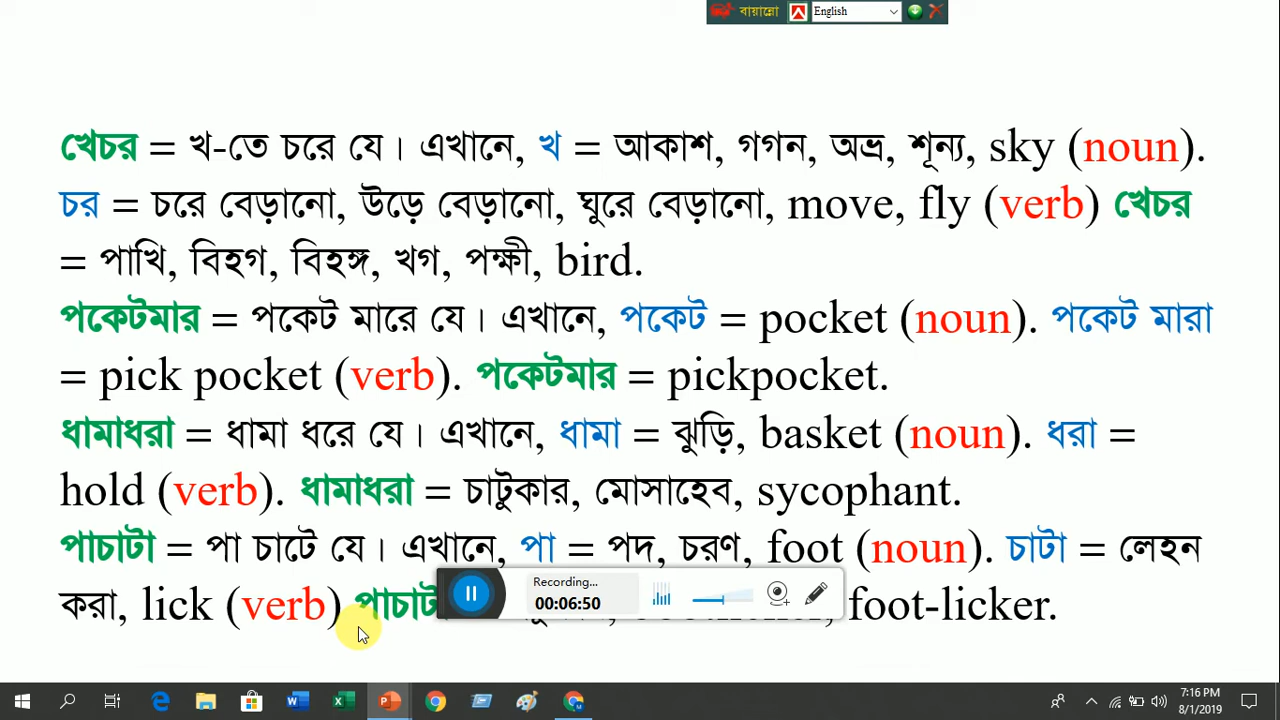 বায়ান্নো English
খেচর = খ-তে চরে যে। এখানে, খ = আকাশ, গগন, অভ্র, শূন্য, sky (noun).
চর = চরে বেড়ানো, উড়ে বেড়ানো, ঘুরে বেড়ানো, move, fly (verb) খেচর
= পাখি, বিহগ, বিহঙ্গ, খগ, পক্ষী, bird.
পকেটমার = পকেট মারে যে। এখানে, পকেট = pocket (noun). পকেট মারা
= pick pocket (verb). পকেটমার = pickpocket.
ধামাধরা = ধামা ধরে যে। এখানে, ধামা = ঝুড়ি, basket (noun). ধরা =
hold (verb). ধামাধরা = চাটুকার, মোসাহেব, sycophant.
পাচাটা = পা চাটে যে। এখানে, পা = পদ, চরণ, foot (noun). চাটা = লেহন
করা, lick (verb) foot-licker.
Recording...
00:06:50
7:16 PM
8/1/2019